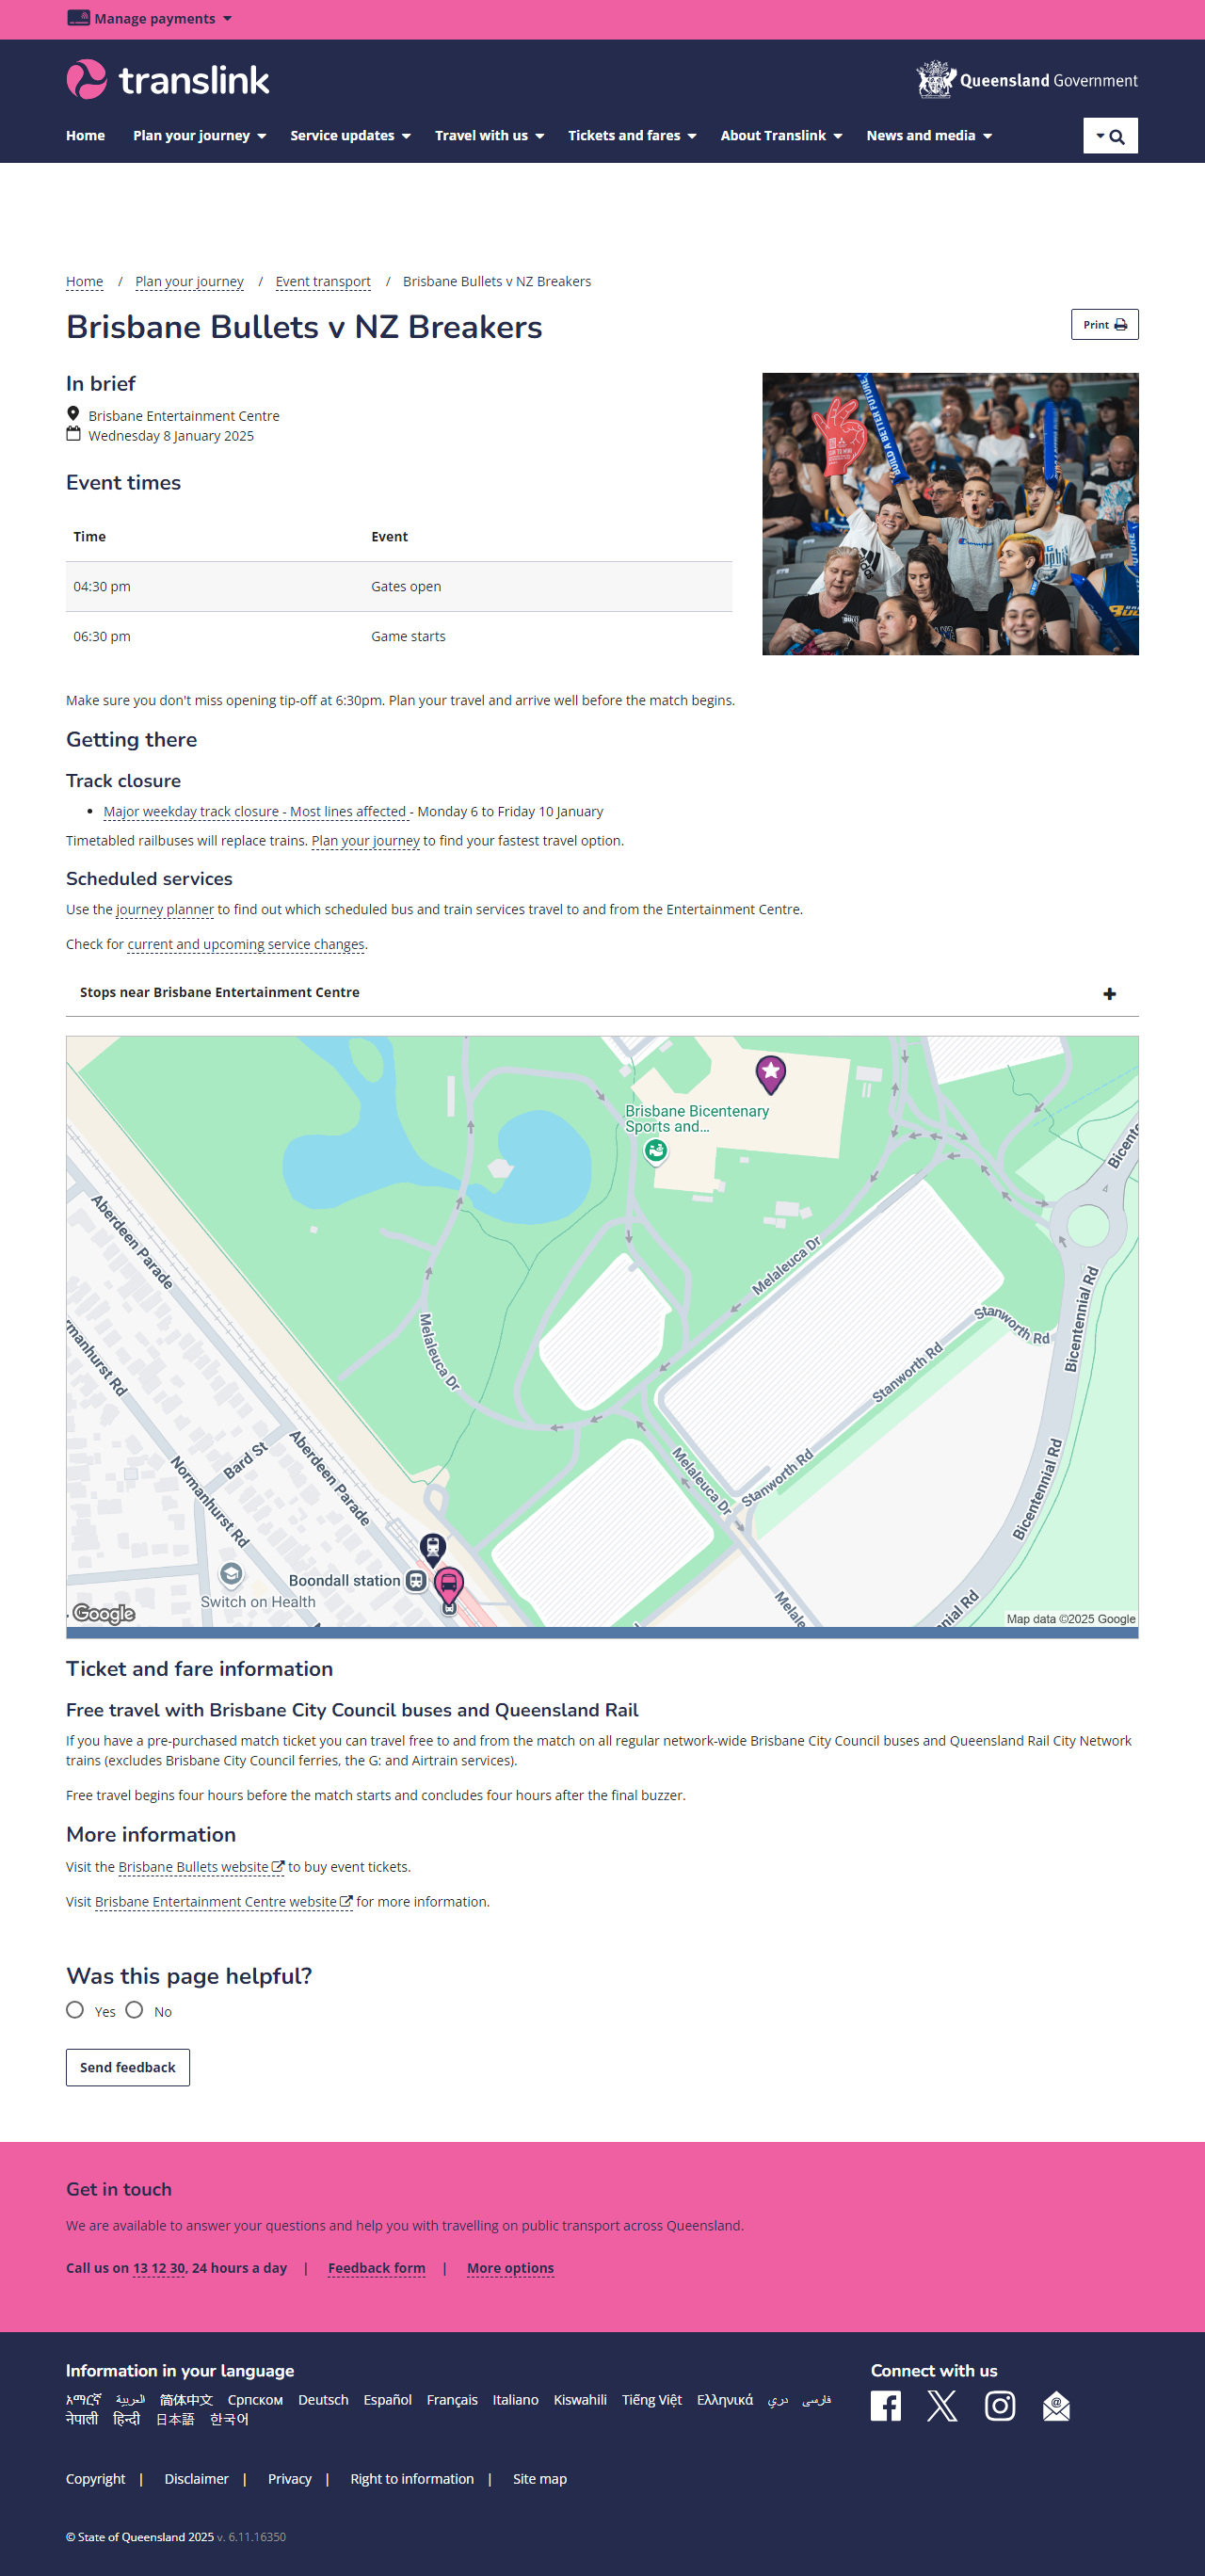 Manage payments
translink
Queensland Government
Home Plan your journey Service updates Travel with us Tickets and fares About Translink News and media
Home / Plan your journey / Event transport / Brisbane Bullets v NZ Breakers
Brisbane Bullets v NZ Breakers
Print
In brief
Brisbane Entertainment Centre
Wednesday 8 January 2025
BUILD A BETTER FUTURE
Champion
Event times
Time Event
04:30 pm Gates open
06:30 pm Game starts
Make sure you don't miss opening tip-off at 6:30pm. Plan your travel and arrive well before the match begins.
Getting there
Track closure
• Major weekday track closure - Most lines affected - Monday 6 to Friday 10 January
Timetabled railbuses will replace trains. Plan your journey to find your fastest travel option.
Scheduled services
Use the journey planner to find out which scheduled bus and train services travel to and from the Entertainment Centre.
Check for current and upcoming service changes.
Stops near Brisbane Entertainment Centre
Brisbane Bicentenary
Sports and...
Bicente
Aberdeen Parade
Melaleuca Dr
Bicentennial Rd
Stanworth Rd
rmanhurst Rd
Melaleuca Dr
Stanworth Rd
Bard St
Aberdeen Parade
Normanhurst Rd
Melaleuca Dr
Stanworth Rd
Bicentennial Rd
Boondall station
Switch on Health
Melale
nnial Rd
Google
Map data ©2025 Google
Ticket and fare information
Free travel with Brisbane City Council buses and Queensland Rail
If you have a pre-purchased match ticket you can travel free to and from the match on all regular network-wide Brisbane City Council buses and Queensland Rail City Network
trains (excludes Brisbane City Council ferries, the G: and Airtrain services).
Free travel begins four hours before the match starts and concludes four hours after the final buzzer.
More information
Visit the Brisbane Bullets website to buy event tickets.
Visit Brisbane Entertainment Centre website for more information.
Was this page helpful?
Yes No
Send feedback
Get in touch
We are available to answer your questions and help you with travelling on public transport across Queensland.
Call us on 13 12 30, 24 hours a day | Feedback form | More options
Information in your language
Connect with us
አማርኛ العربية 简体中文 Српском Deutsch Español Français Italiano Kiswahili Tiếng Việt Ελληνικά دري فارسی
नेपाली हिन्दी 日本語 한국어
Copyright | Disclaimer | Privacy | Right to information | Site map
© State of Queensland 2025 v. 6.11.16350